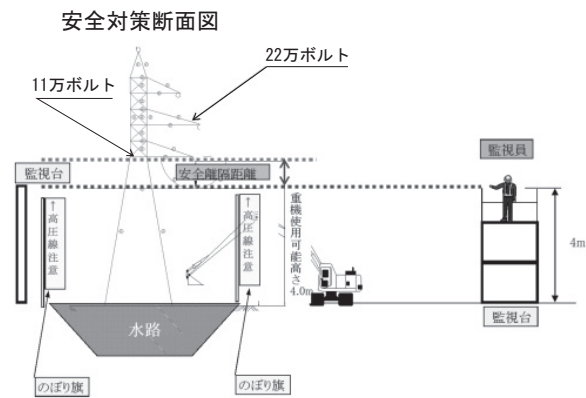 安全対策断面図
22万ボルト
11万ボルト
監視台
安全離隔距離
監視員
↑高圧線注意
↑高圧線注意
重機使用可能高さ
4.0m
4m
水路
監視台
のぼり旗
のぼり旗